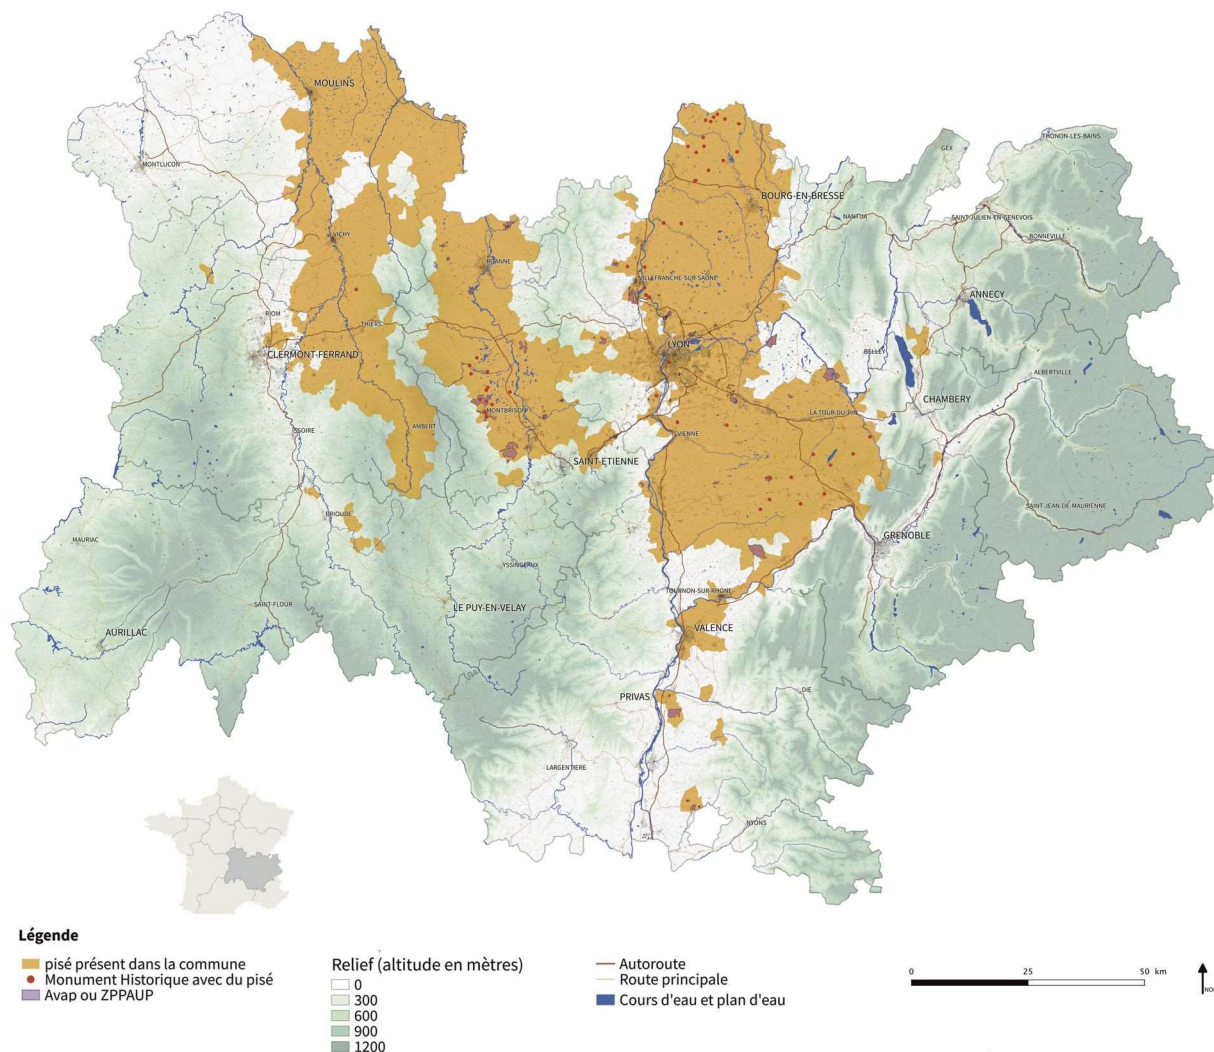 MOULINS
THONON-LES-BAINS
GEX
MONTLUCON
BOURG-EN-BRESSE
NANTUA
SAINT-JULIEN-EN-GENEVOIS
BONNEVILLE
VICHY
ROANNE
VILLEFRANCHE-SUR-SAONE
ANNECY
RIOM
THIERS
LYON
CLERMONT-FERRAND
BELLEY
ALBERTVILLE
CHAMBERY
MONTBRISON
LA TOUR-DU-PIN
AMBERT
ISSOIRE
VIENNE
SAINT-ETIENNE
BRIOUDE
SAINT-JEAN-DE-MAURIENNE
MAURIAC
GRENOBLE
YSSINGEAUX
TOURNON-SUR-RHONE
SAINT-FLOUR
LE PUY-EN-VELAY
AURILLAC
VALENCE
PRIVAS
DIE
LARGENTIERE
NYONS
Légende
pisé présent dans la commune
Monument Historique avec du pisé
Avap ou ZPPAUP
Relief (altitude en mètres)
0
300
600
900
1200
Autoroute
Route principale
Cours d'eau et plan d'eau
0 25 50 km